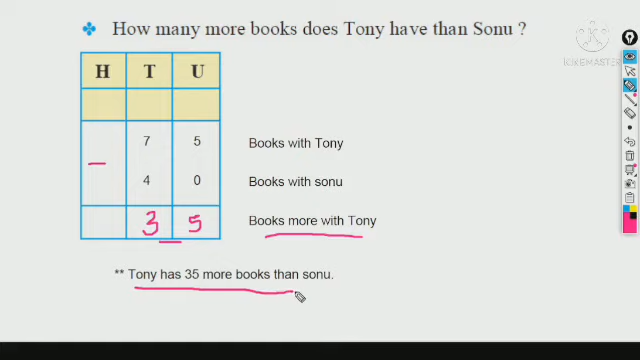 ❖ How many more books does Tony have than Sonu ?
H T U
7 5 Books with Tony
4 0 Books with sonu
3 5 Books more with Tony
** Tony has 35 more books than sonu.
K
KINEMASTER